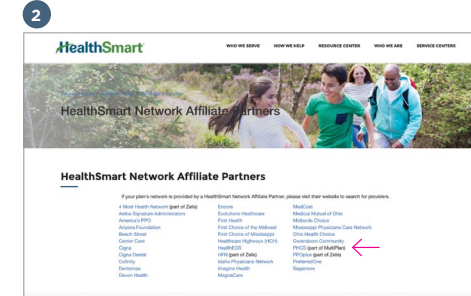 2
HealthSmart
WHO WE SERVE HOW WE HELP RESOURCE CENTER WHO WE ARE SERVICE CENTERS
HealthSmart Network Affiliate Partners
HealthSmart Network Affiliate Partners
If your plan's network is provided by a HealthSmart Network Affiliate Partner, please visit their website to search for providers.
4 Most Health Network (part of Zelis)
Aetna Signature Administrators
America's PPO
Arizona Foundation
Beech Street
Center Care
Cigna
Cigna Dental
Cofinity
Dentemax
Devon Health
Encore
Evolutions Healthcare
First Health
First Choice of the Midwest
First Choice of Mississippi
Healthcare Highways (HCH)
HealthEOS
HFN (part of Zelis)
Idaho Physicians Network
Imagine Health
MagnaCare
MedCost
Medical Mutual of Ohio
Midlands Choice
Mississippi Physicians Care Network
Ohio Health Choice
Owensboro Community
PHCS (part of MultiPlan)
PPOplus (part of Zelis)
PreferredOne
Sagamore